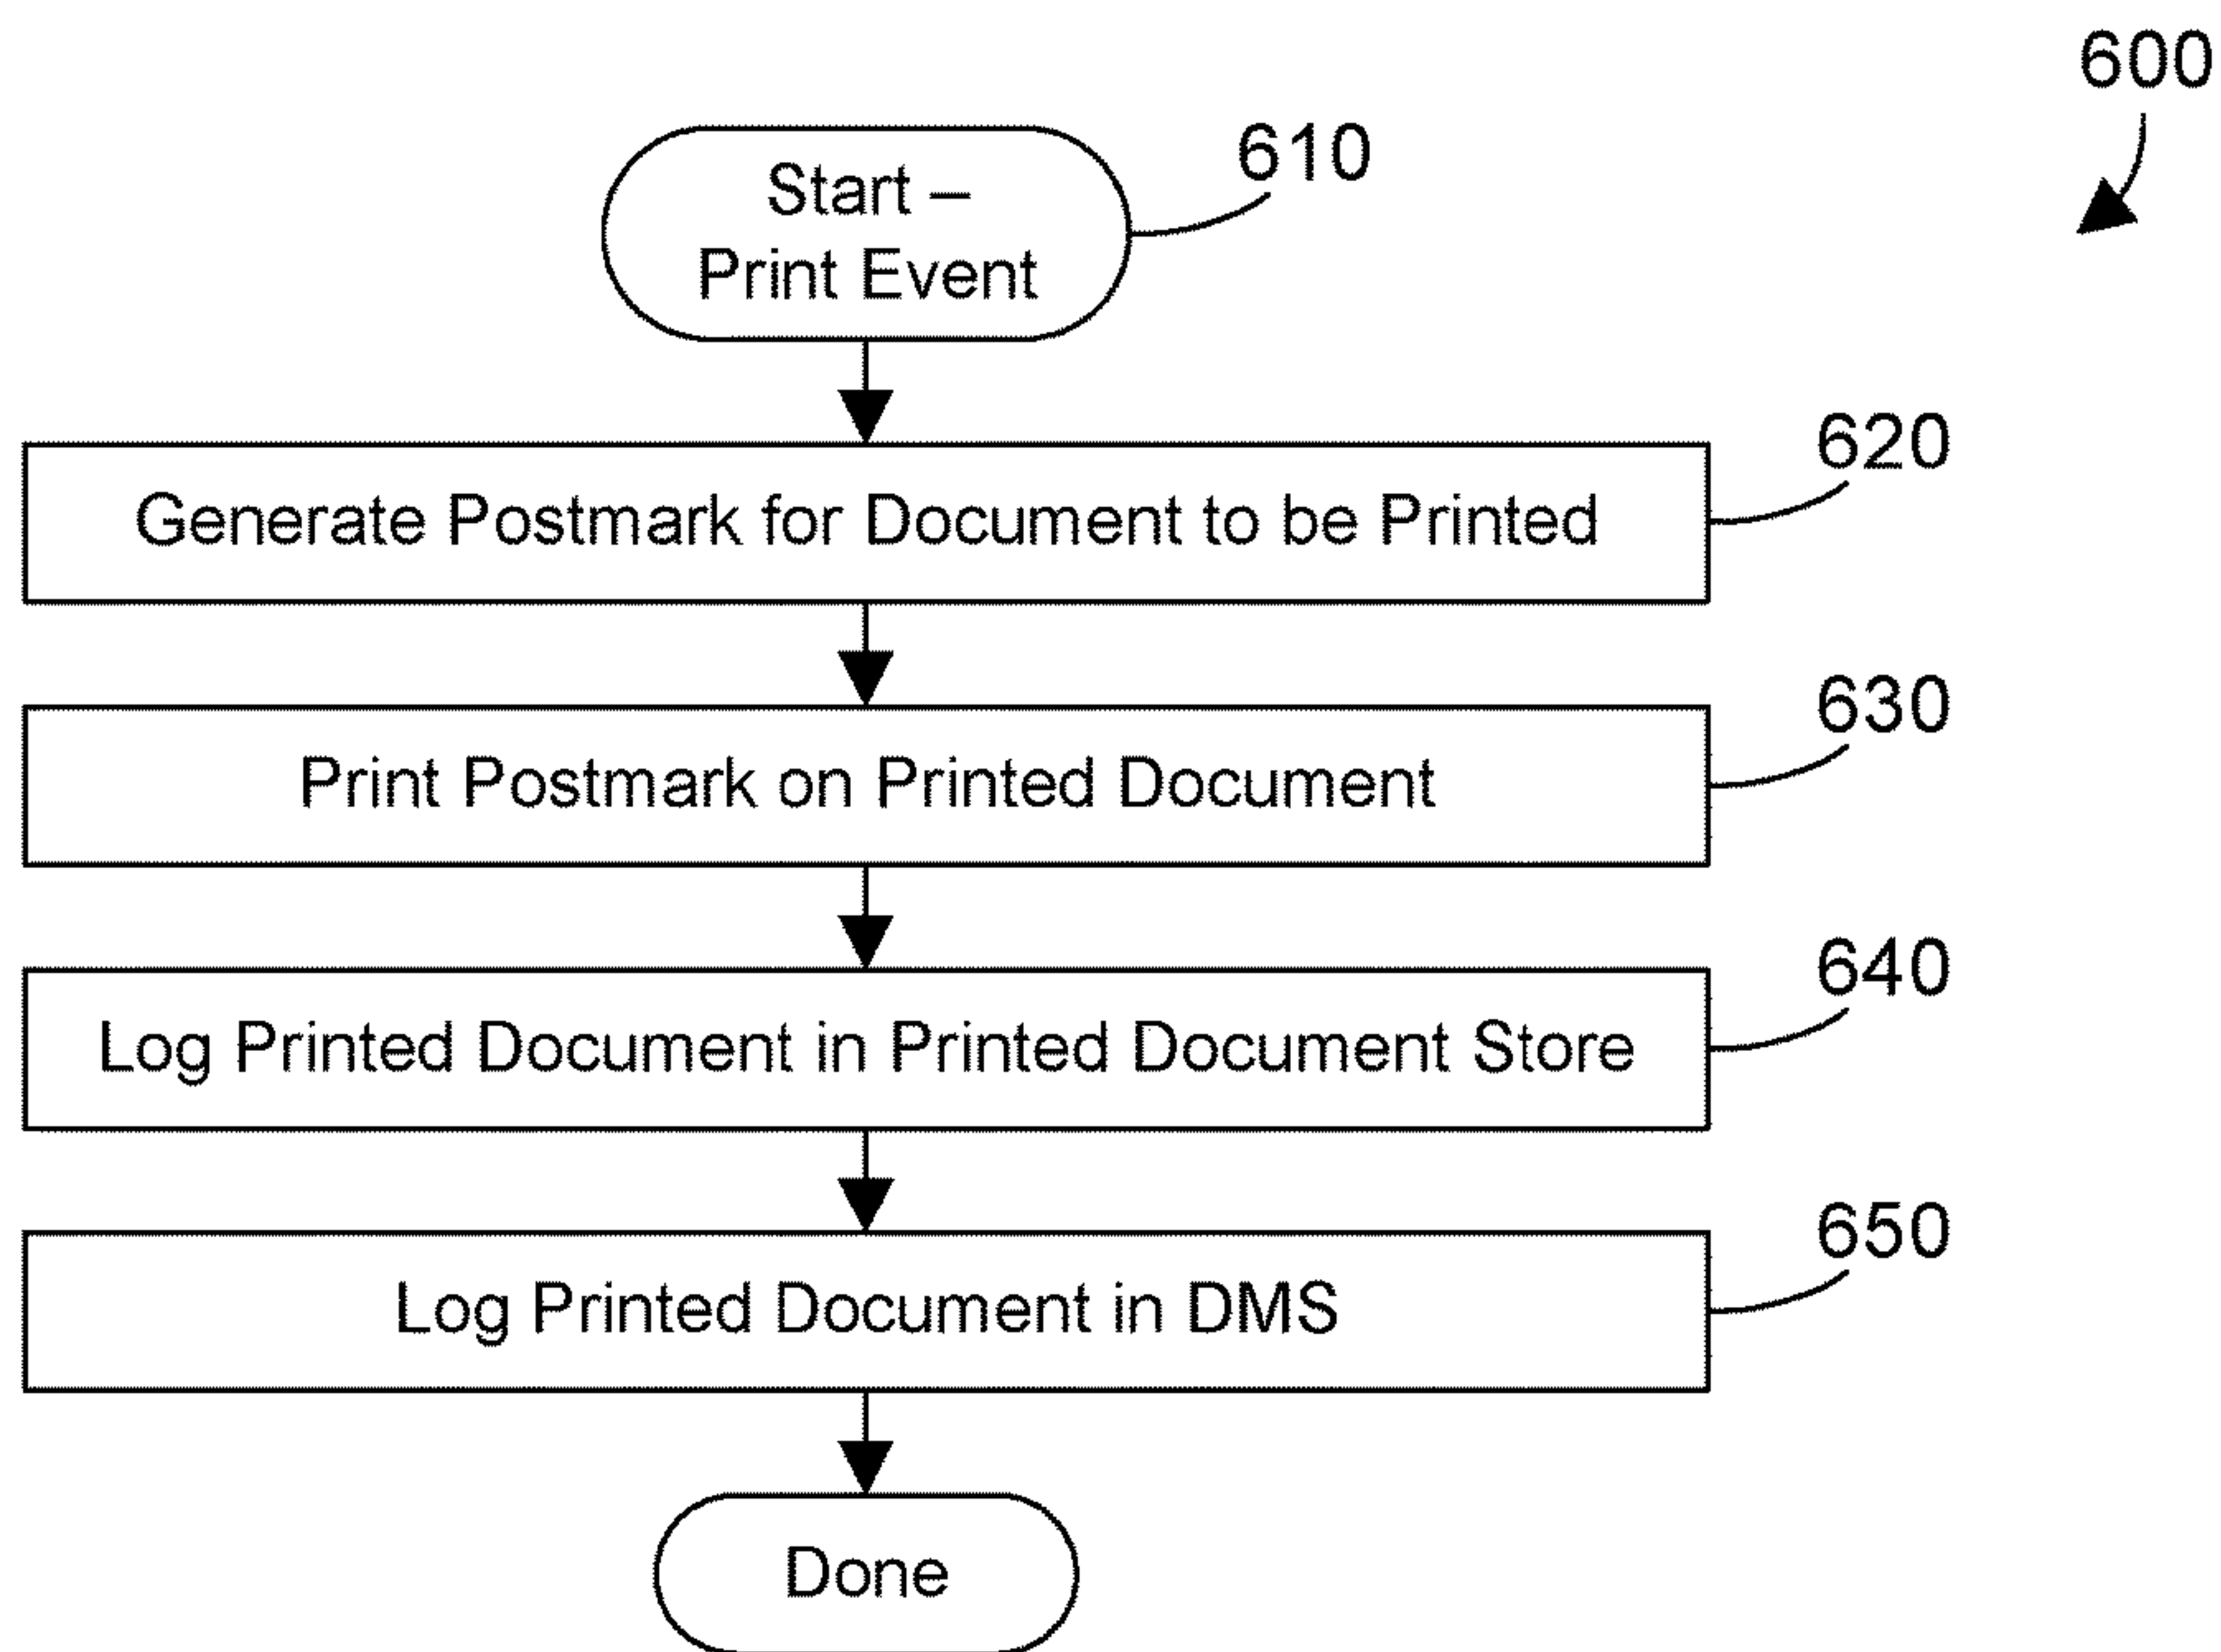 600
Start –
Print Event
610
Generate Postmark for Document to be Printed
620
Print Postmark on Printed Document
630
Log Printed Document in Printed Document Store
640
Log Printed Document in DMS
650
Done